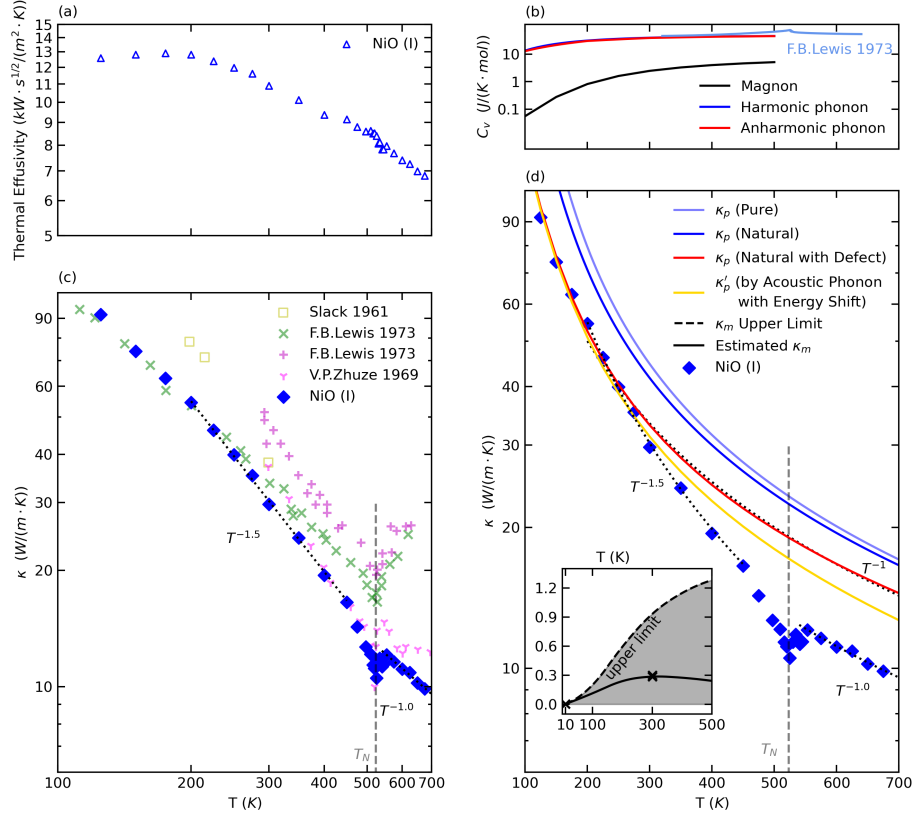 (a)
Thermal Effusivity (kW · s^{1/2}/(m² · K))
15
14
13
12
11
10
9
8
7
6
5
NiO (I)
(b)
C_v (J/(K · mol))
10
1
0.1
F.B.Lewis 1973
Magnon
Harmonic phonon
Anharmonic phonon
100 200 300 400 500 600 700
(c)
κ (W/(m · K))
90
60
40
30
20
10
Slack 1961
F.B.Lewis 1973
F.B.Lewis 1973
V.P.Zhuze 1969
NiO (I)
T^{−1.5}
T^{−1.0}
T_N
100 200 300 400 500 600 700
T (K)
(d)
κ (W/(m · K))
90
60
40
30
20
10
κ_p (Pure)
κ_p (Natural)
κ_p (Natural with Defect)
κ′_p (by Acoustic Phonon
with Energy Shift)
κ_m Upper Limit
Estimated κ_m
NiO (I)
T^{−1.5}
T^{−1}
T^{−1.0}
T_N
T (K)
1.2
0.9
0.6
0.3
0.0
upper limit
10 100 300 500
100 200 300 400 500 600 700
T (K)